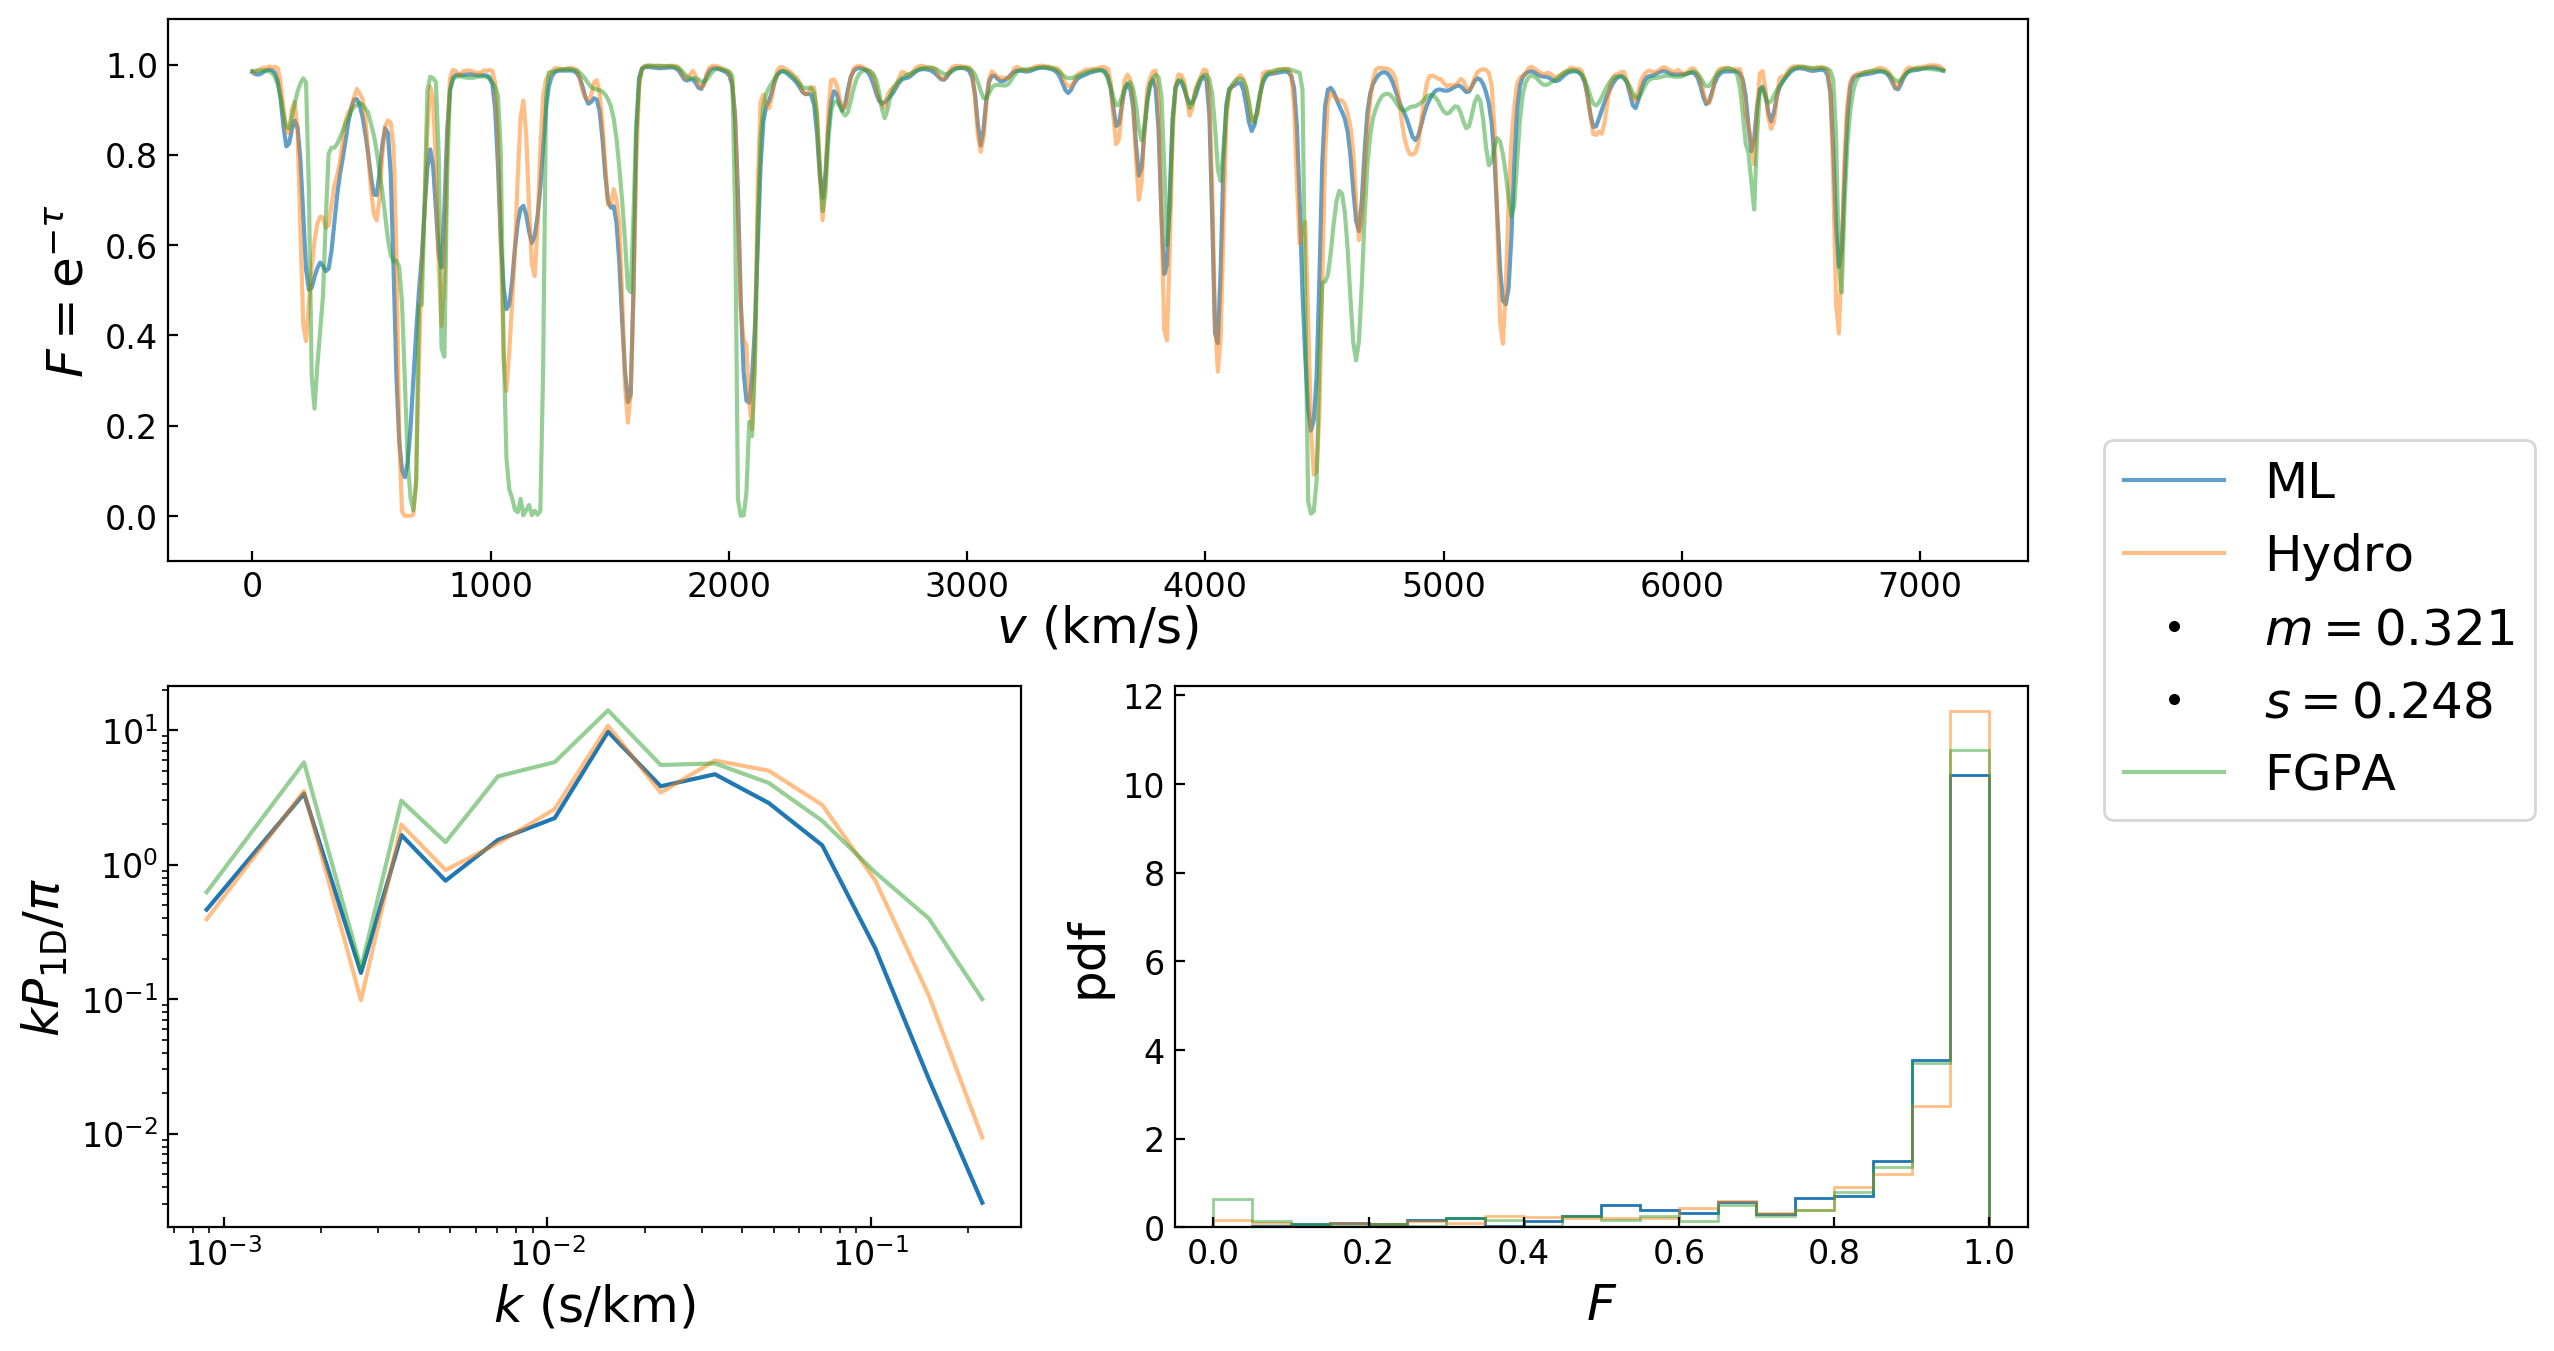 1.0
0.8
0.6
0.4
0.2
0.0
F = e^{−τ}
0 1000 2000 3000 4000 5000 6000 7000
v (km/s)
ML
Hydro
m = 0.321
s = 0.248
FGPA
10^1
10^0
10^{−1}
10^{−2}
kP_{1D}/π
10^{−3} 10^{−2} 10^{−1}
k (s/km)
12
10
8
6
4
2
0
pdf
0.0 0.2 0.4 0.6 0.8 1.0
F